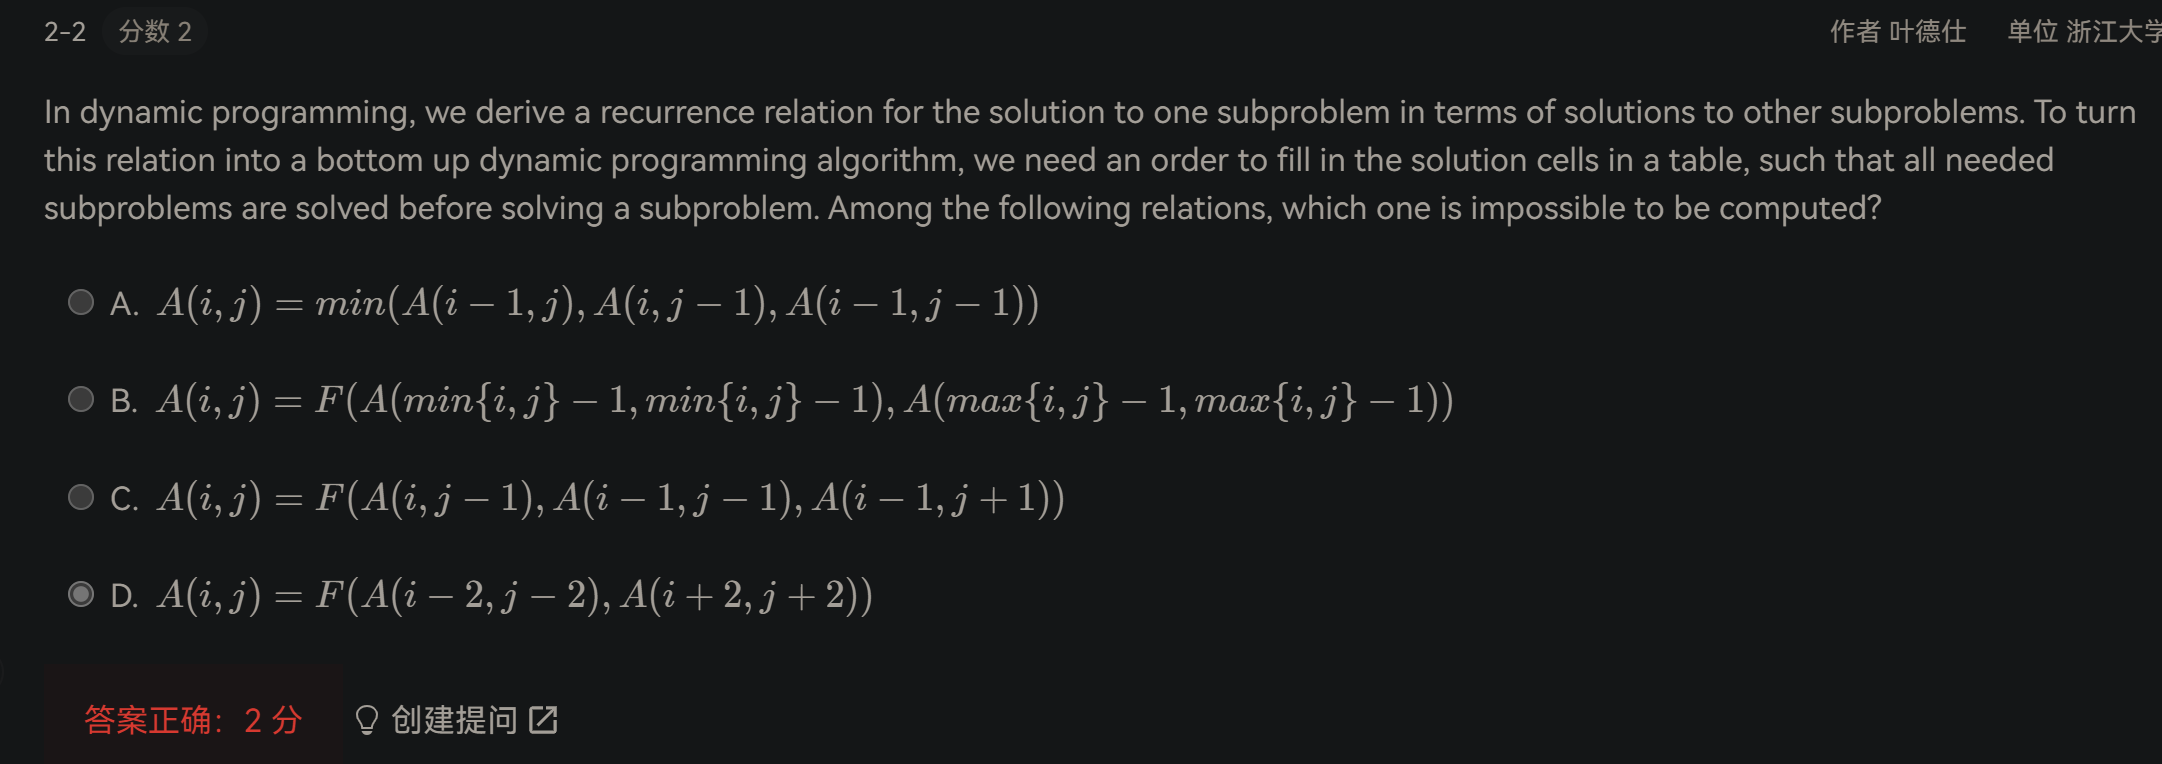 2-2 分数 2 作者 叶德仕 单位 浙江大学
In dynamic programming, we derive a recurrence relation for the solution to one subproblem in terms of solutions to other subproblems. To turn
this relation into a bottom up dynamic programming algorithm, we need an order to fill in the solution cells in a table, such that all needed
subproblems are solved before solving a subproblem. Among the following relations, which one is impossible to be computed?
A. A(i, j) = min(A(i − 1, j), A(i, j − 1), A(i − 1, j − 1))
B. A(i, j) = F(A(min{i, j} − 1, min{i, j} − 1), A(max{i, j} − 1, max{i, j} − 1))
C. A(i, j) = F(A(i, j − 1), A(i − 1, j − 1), A(i − 1, j + 1))
D. A(i, j) = F(A(i − 2, j − 2), A(i + 2, j + 2))
答案正确：2 分 创建提问